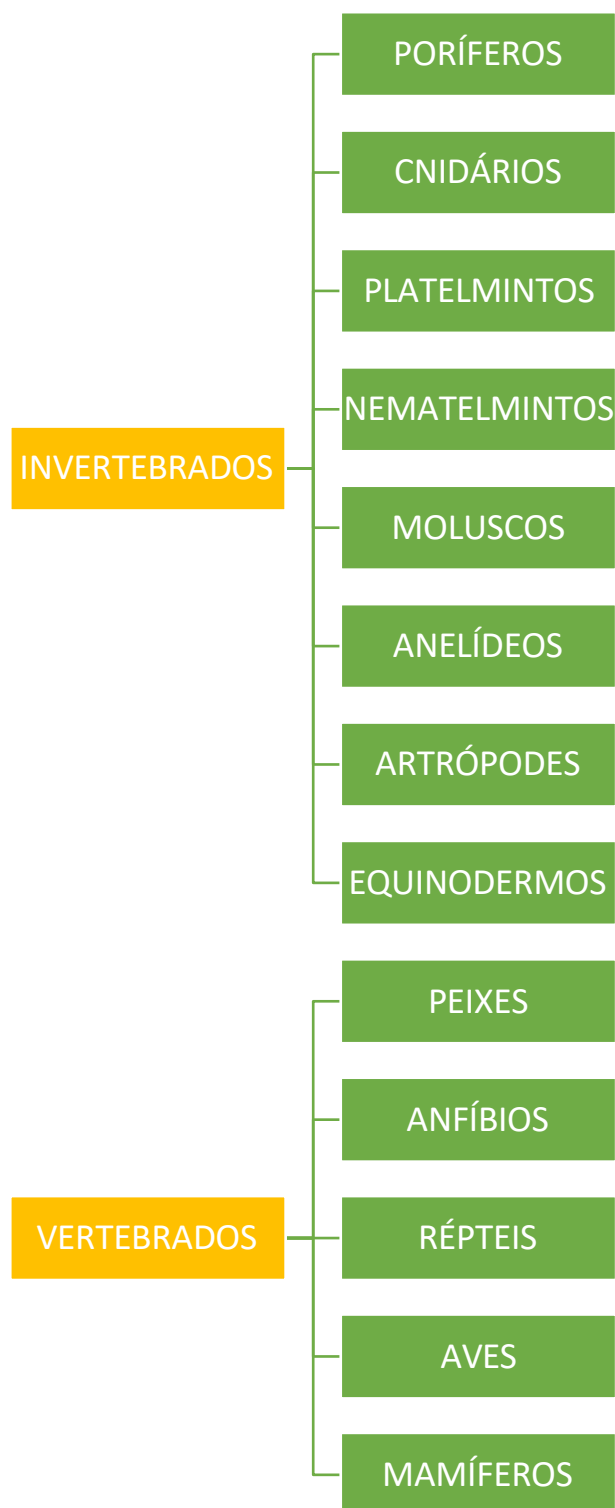 PORÍFEROS
CNIDÁRIOS
PLATELMINTOS
NEMATELMINTOS
INVERTEBRADOS
MOLUSCOS
ANELÍDEOS
ARTRÓPODES
EQUINODERMOS
PEIXES
ANFÍBIOS
VERTEBRADOS
RÉPTEIS
AVES
MAMÍFEROS